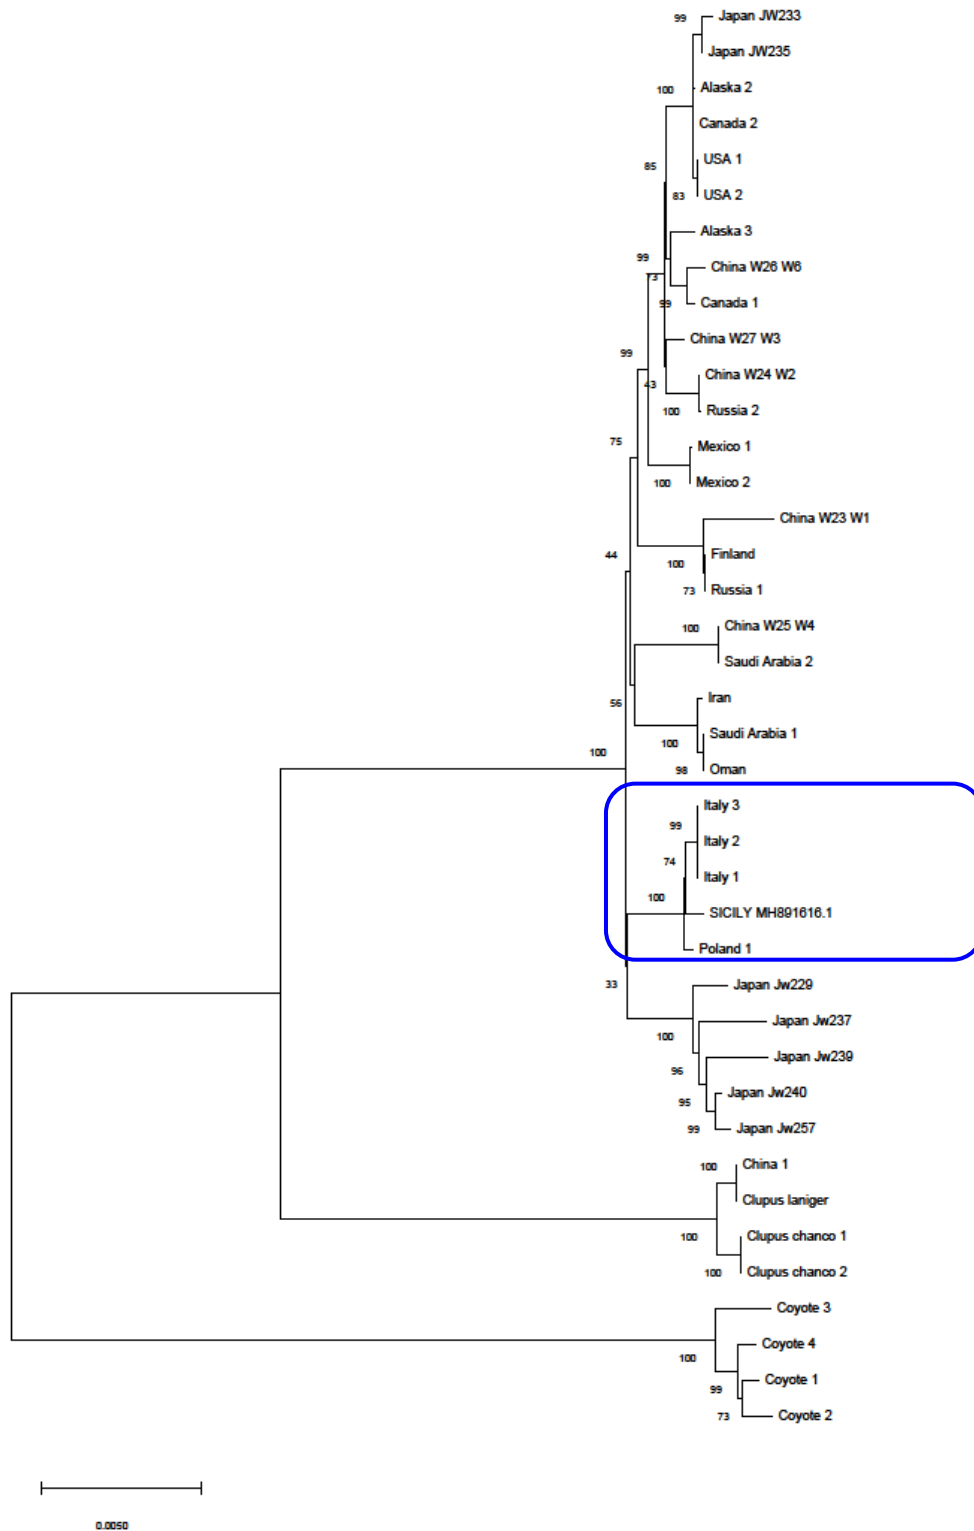 99
Japan JW233
Japan JW235
100
Alaska 2
Canada 2
85
USA 1
83
USA 2
Alaska 3
99
73
China W26 W6
99
Canada 1
China W27 W3
99
43
China W24 W2
100
Russia 2
75
Mexico 1
100
Mexico 2
China W23 W1
44
Finland
100
73
Russia 1
100
China W25 W4
Saudi Arabia 2
56
Iran
Saudi Arabia 1
100
100
98
Oman
Italy 3
99
Italy 2
74
Italy 1
100
SICILY MH891616.1
Poland 1
33
Japan Jw229
Japan Jw237
100
Japan Jw239
96
Japan Jw240
95
99
Japan Jw257
100
China 1
Clupus laniger
100
Clupus chanco 1
100
Clupus chanco 2
Coyote 3
Coyote 4
100
Coyote 1
99
73
Coyote 2
0.0050